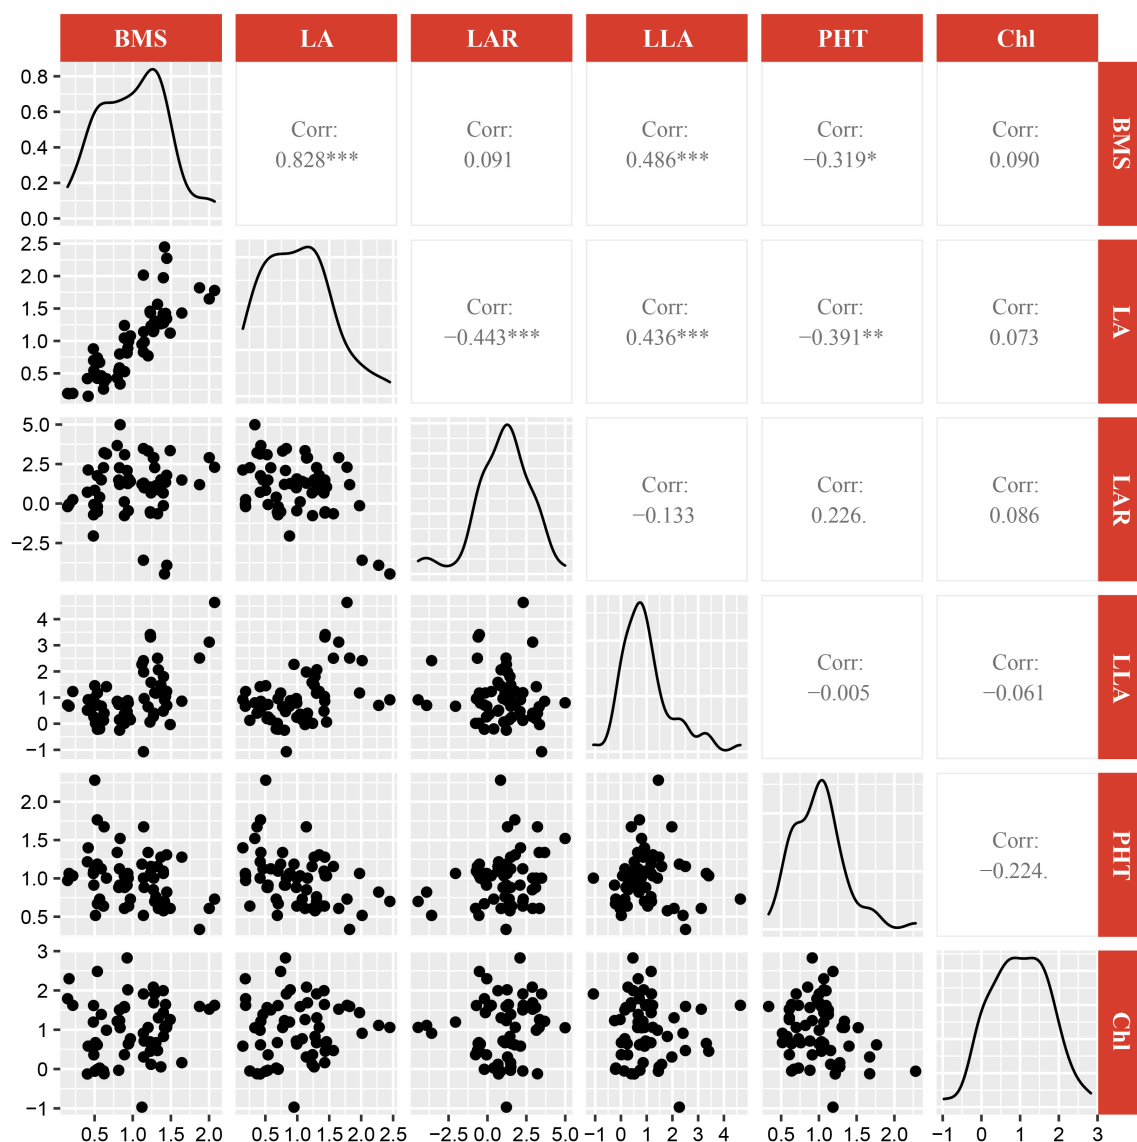 BMS LA LAR LLA PHT Chl
0.8
0.6
0.4
0.2
0.0
Corr: Corr: Corr: Corr: Corr:
0.828*** 0.091 0.486*** −0.319* 0.090
BMS
2.5
2.0
1.5
1.0
0.5
Corr: Corr: Corr: Corr:
−0.443*** 0.436*** −0.391** 0.073
LA
5.0
2.5
0.0
−2.5
Corr: Corr: Corr:
−0.133 0.226. 0.086
LAR
4
3
2
1
0
−1
Corr: Corr:
−0.005 −0.061
LLA
2.0
1.5
1.0
0.5
Corr:
−0.224.
PHT
3
2
1
0
−1
Chl
0.5 1.0 1.5 2.0 0.5 1.0 1.5 2.0 2.5 −2.5 0.0 2.5 5.0 −1 0 1 2 3 4 0.5 1.0 1.5 2.0 −1 0 1 2 3